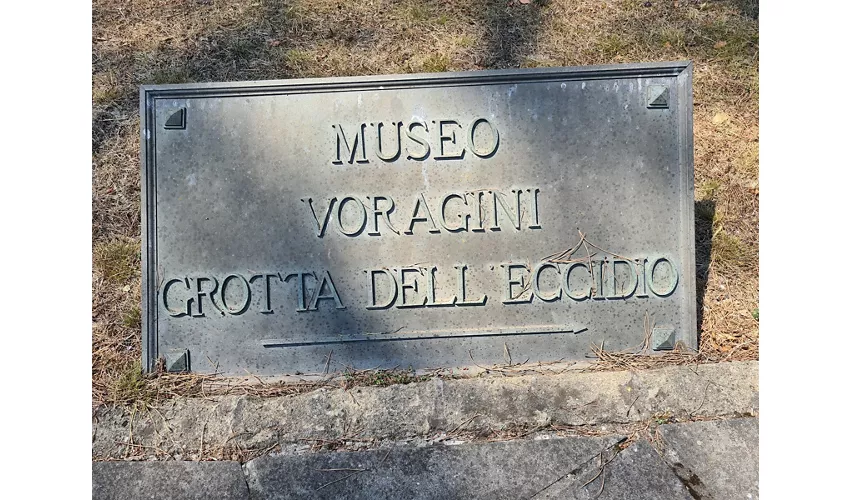 MUSEO
VORAGINI
GROTTA DELL'ECCIDIO